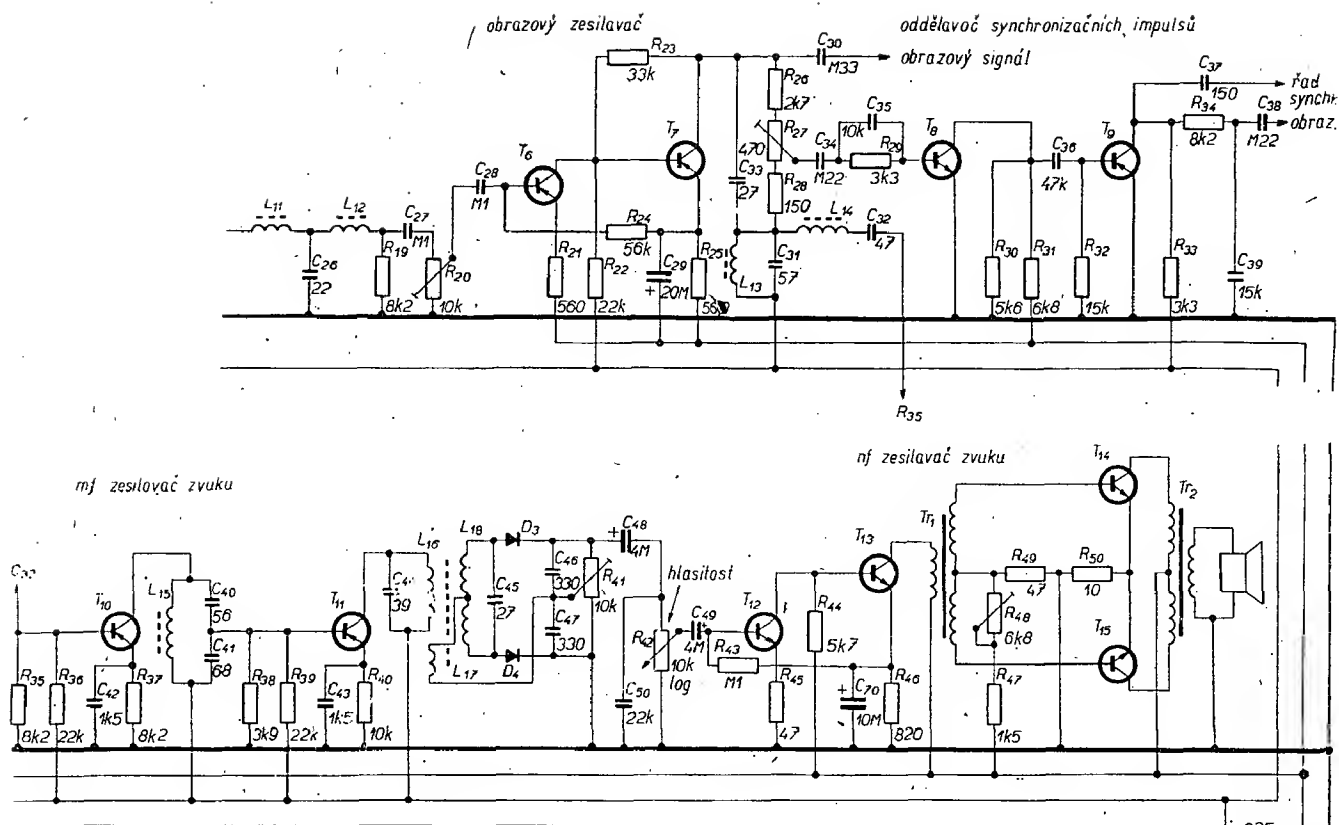 obrazový zesilavač
oddělavoč synchronizačních impulsů
R23
33k
C30
M33
obrazový signál
R26
2k7
R27
470
R28
150
C33
27
C34
M22
C35
10k
R29
3k3
T6
T7
T8
T9
C37
150
řad
synchr.
obraz.
R34
8k2
C38
M22
C36
47k
C28
M1
L11
L12
C27
M1
C26
22
R19
8k2
R20
10k
R21
560
R22
22k
R24
56k
C29
+ 20M
R25
L13
C31
57
L14
C32
47
R30
5k6
R31
6k8
R32
15k
R33
3k3
C39
15k
R35
mf zesilovač zvuku
nf zesilavač zvuku
T10
R35
8k2
R36
22k
C42
1k5
R37
8k2
L15
C40
56
C41
68
R38
3k9
R39
22k
T11
C43
1k5
R40
10k
39
L16
L17
L18
C45
27
D3
D4
C46
330
C47
330
R41
10k
+ C48
4M
hlasitost
R42
10k
log
C50
22k
C49 +
4M
R43
M1
T12
R44
5k7
R45
47
+ C70
10M
R46
820
T13
Tr1
R49
47
R50
10
R48
6k8
R47
1k5
T14
T15
Tr2